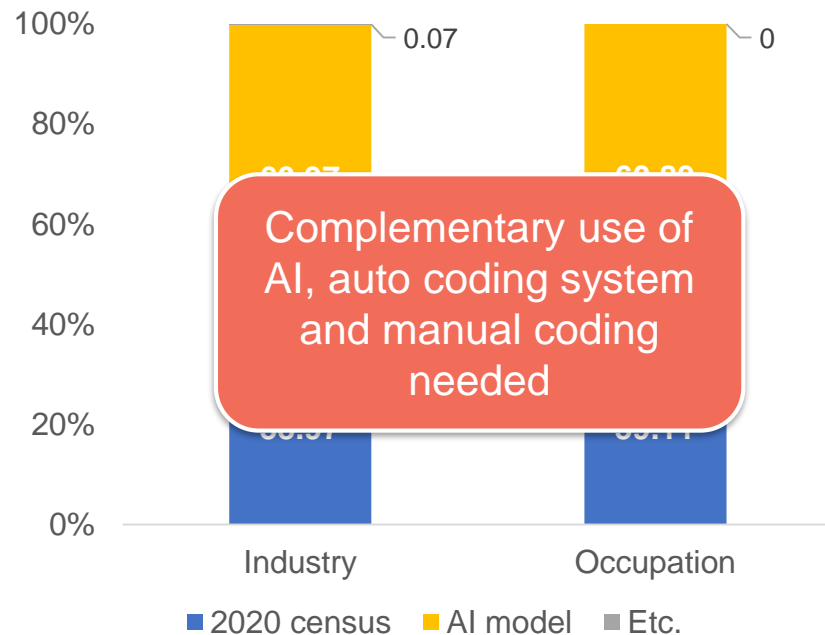 100%
80%
60%
40%
20%
0%
0.07
0
Complementary use of
AI, auto coding system
and manual coding
needed
Industry
Occupation
2020 census
AI model
Etc.